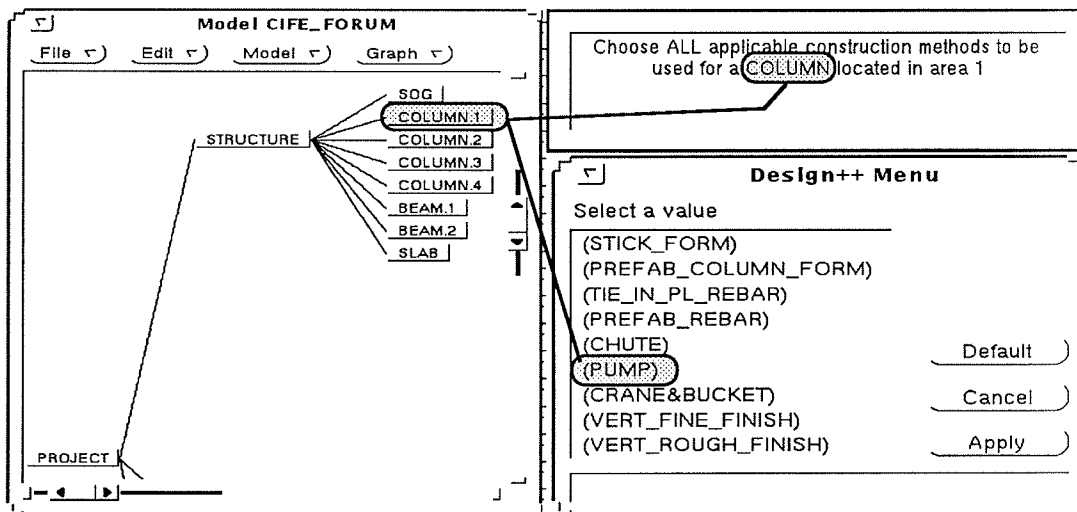 Model CIFE_FORUM
File Edit Model Graph
SOG
COLUMN.1
STRUCTURE
COLUMN.2
COLUMN.3
COLUMN.4
BEAM.1
BEAM.2
SLAB
PROJECT
Choose ALL applicable construction methods to be
used for a COLUMN located in area 1
Design++ Menu
Select a value
(STICK_FORM)
(PREFAB_COLUMN_FORM)
(TIE_IN_PL_REBAR)
(PREFAB_REBAR)
(CHUTE)
(PUMP)
(CRANE&BUCKET)
(VERT_FINE_FINISH)
(VERT_ROUGH_FINISH)
Default
Cancel
Apply